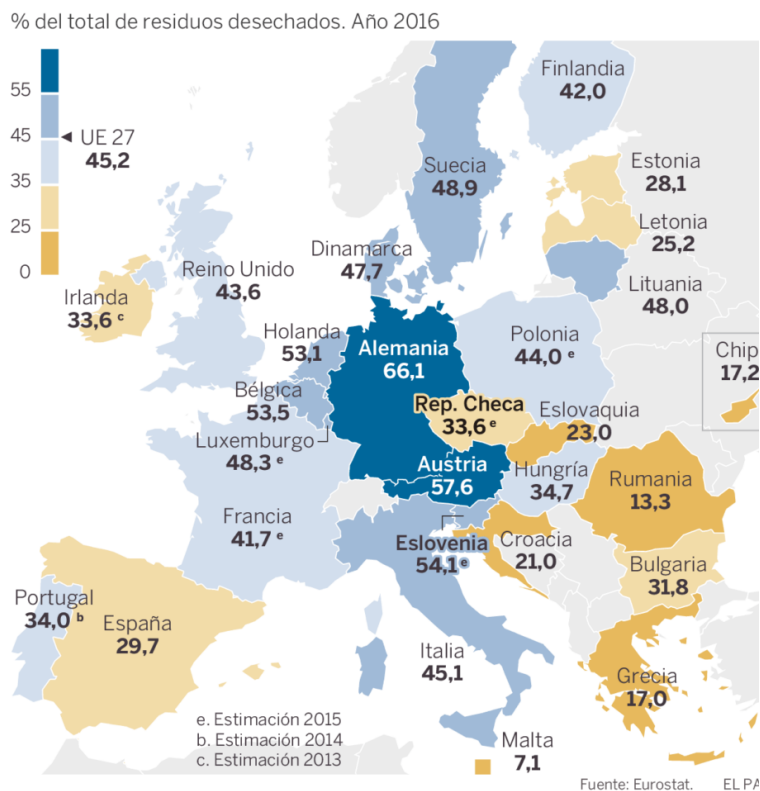 % del total de residuos desechados. Año 2016
55
45
35
25
0
UE 27
45,2
Finlandia
42,0
Suecia
48,9
Estonia
28,1
Letonia
25,2
Lituania
48,0
Dinamarca
47,7
Reino Unido
43,6
Irlanda
33,6 c
Holanda
53,1
Alemania
66,1
Polonia
44,0 e
Chip
17,2
Bélgica
53,5
Rep. Checa
33,6 e
Eslovaquia
23,0
Luxemburgo
48,3 e
Austria
57,6
Hungría
34,7
Rumania
13,3
Francia
41,7 e
Eslovenia
54,1 e
Croacia
21,0
Bulgaria
31,8
Portugal
34,0 b
España
29,7
Italia
45,1
Grecia
17,0
Malta
7,1
e. Estimación 2015
b. Estimación 2014
c. Estimación 2013
Fuente: Eurostat. EL PA